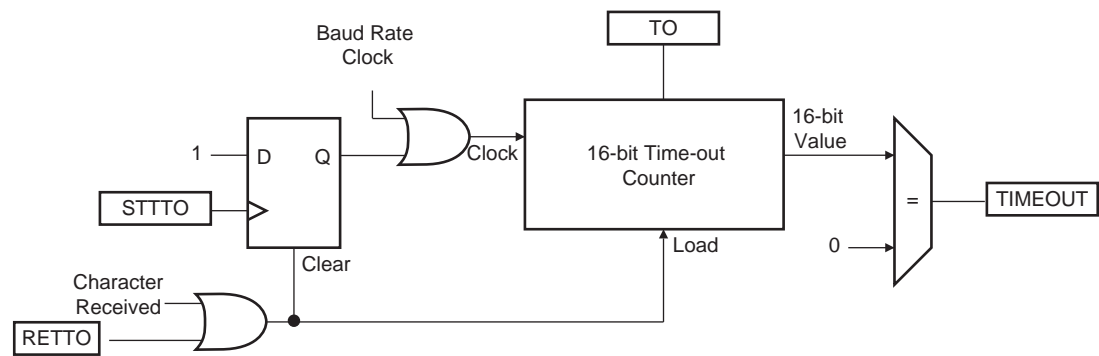 TO
Baud Rate
Clock
16-bit
Value
1
D
Q
Clock
16-bit Time-out
Counter
STTTO
=
TIMEOUT
0
Load
Clear
Character
Received
RETTO